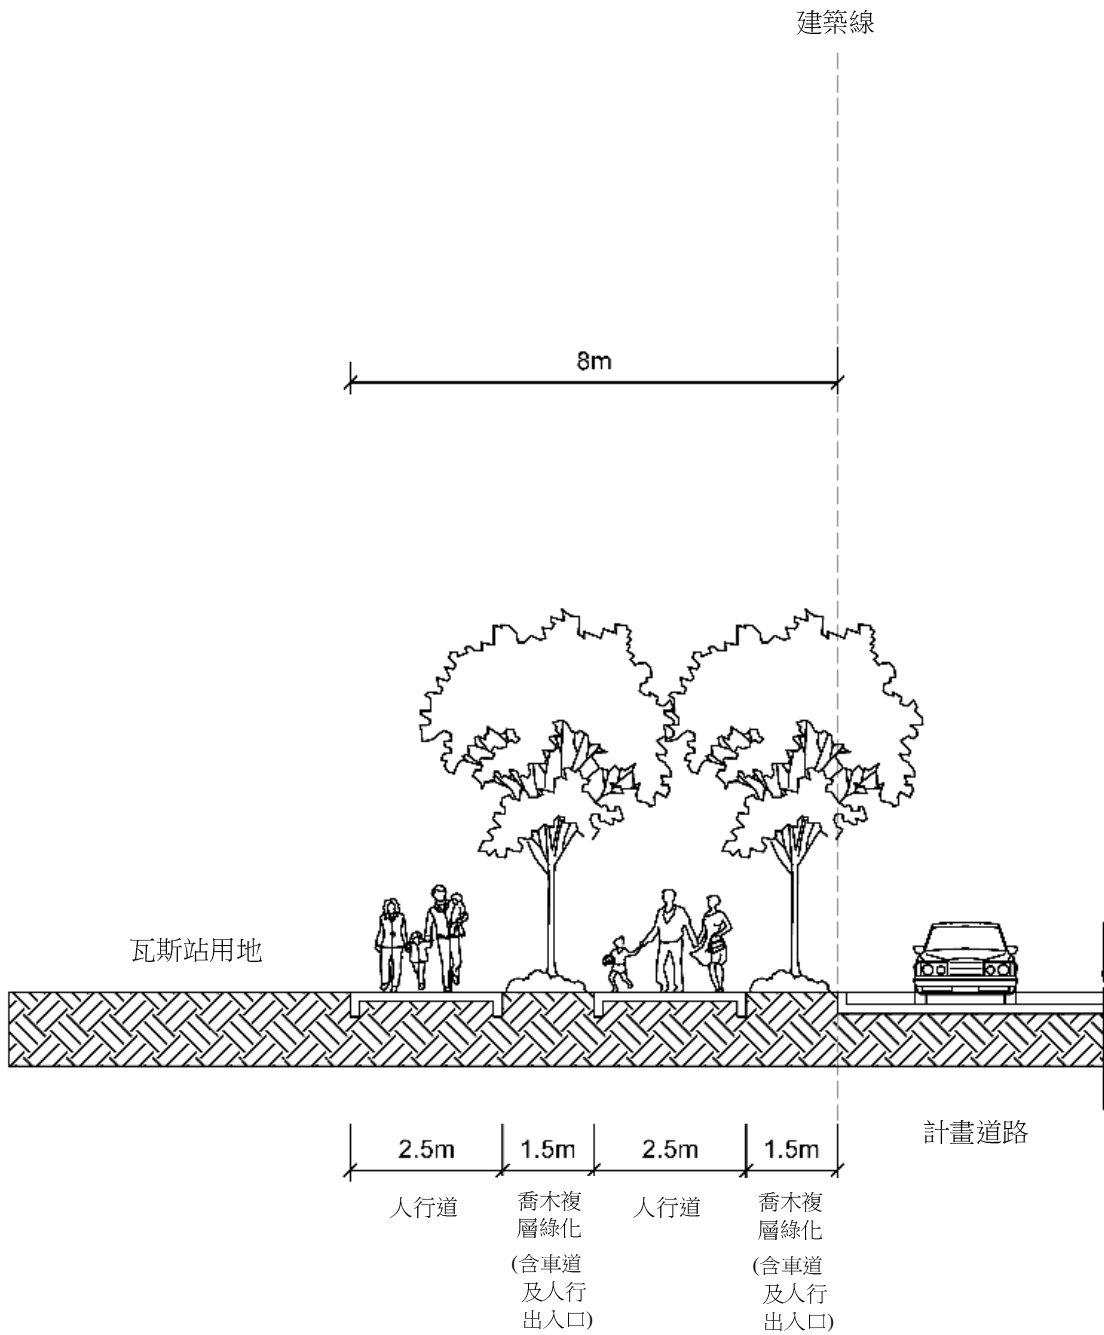 建築線
8m
瓦斯站用地
計畫道路
2.5m 1.5m 2.5m 1.5m
人行道
喬木複
層綠化
(含車道
及人行
出入口)
人行道
喬木複
層綠化
(含車道
及人行
出入口)